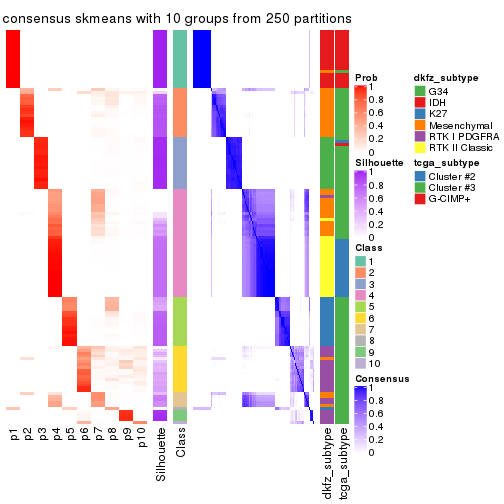 consensus skmeans with 10 groups from 250 partitions
Prob
1
0.8
0.6
0.4
0.2
0
Silhouette
1
0.8
0.6
0.4
0.2
0
Class
1
2
3
4
5
6
7
8
9
10
Consensus
1
0.8
0.6
0.4
0.2
0
dkfz_subtype
G34
IDH
K27
Mesenchymal
RTK I PDGFRA
RTK II Classic
tcga_subtype
Cluster #2
Cluster #3
G-CIMP+
p1
p2
p3
p4
p5
p6
p7
p8
p9
p10
Silhouette
Class
dkfz_subtype
tcga_subtype